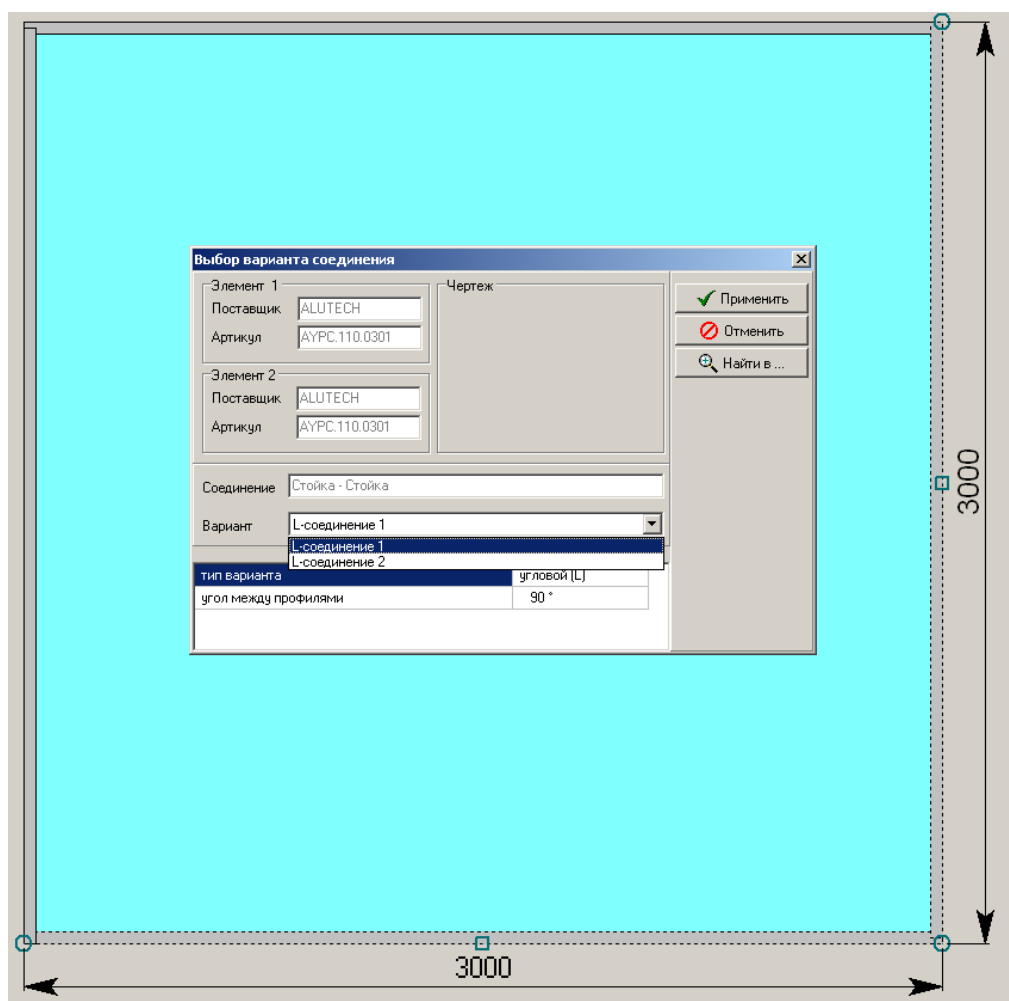 Выбор варианта соединения
Элемент 1
Поставщик ALUTECH
Артикул AYPC.110.0301
Элемент 2
Поставщик ALUTECH
Артикул AYPC.110.0301
Чертеж
Применить
Отменить
Найти в ...
Соединение Стойка - Стойка
Вариант L-соединение 1
L-соединение 1
L-соединение 2
тип варианта угловой (L)
угол между профилями 90 °
3000
3000